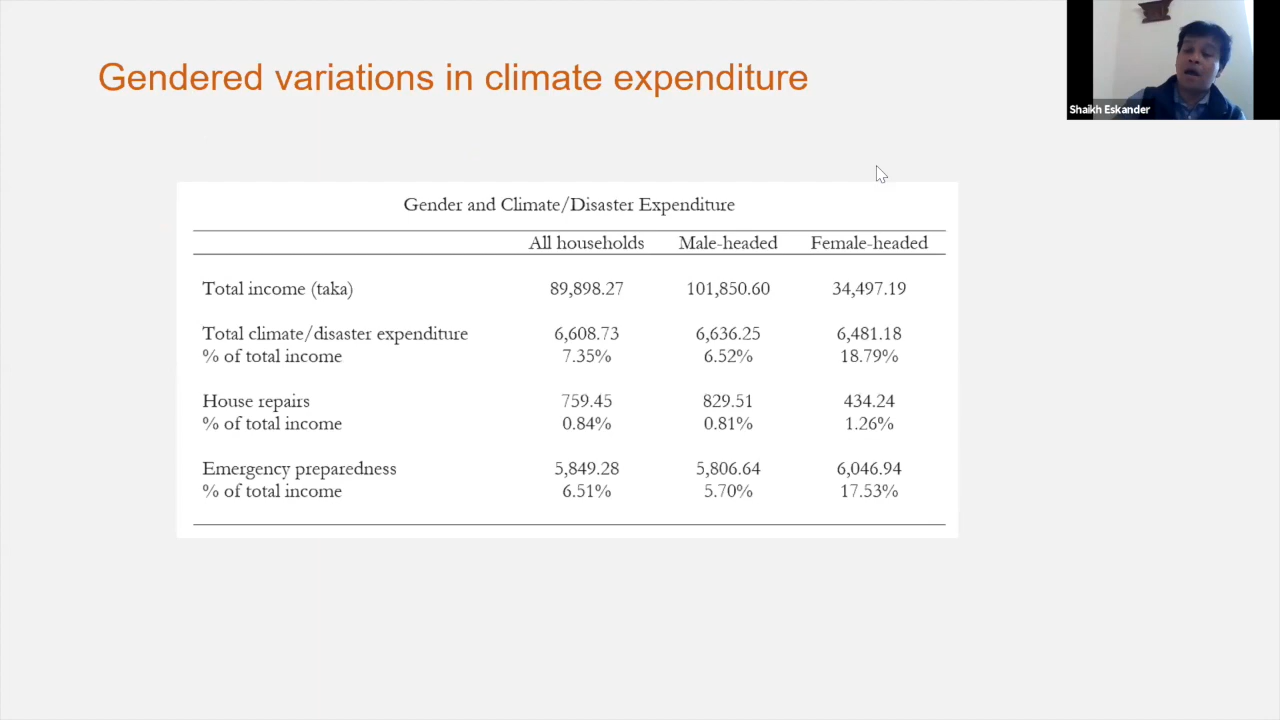 Gendered variations in climate expenditure
Shaikh Eskander
Gender and Climate/Disaster Expenditure
All households Male-headed Female-headed
Total income (taka) 89,898.27 101,850.60 34,497.19
Total climate/disaster expenditure 6,608.73 6,636.25 6,481.18
% of total income 7.35% 6.52% 18.79%
House repairs 759.45 829.51 434.24
% of total income 0.84% 0.81% 1.26%
Emergency preparedness 5,849.28 5,806.64 6,046.94
% of total income 6.51% 5.70% 17.53%